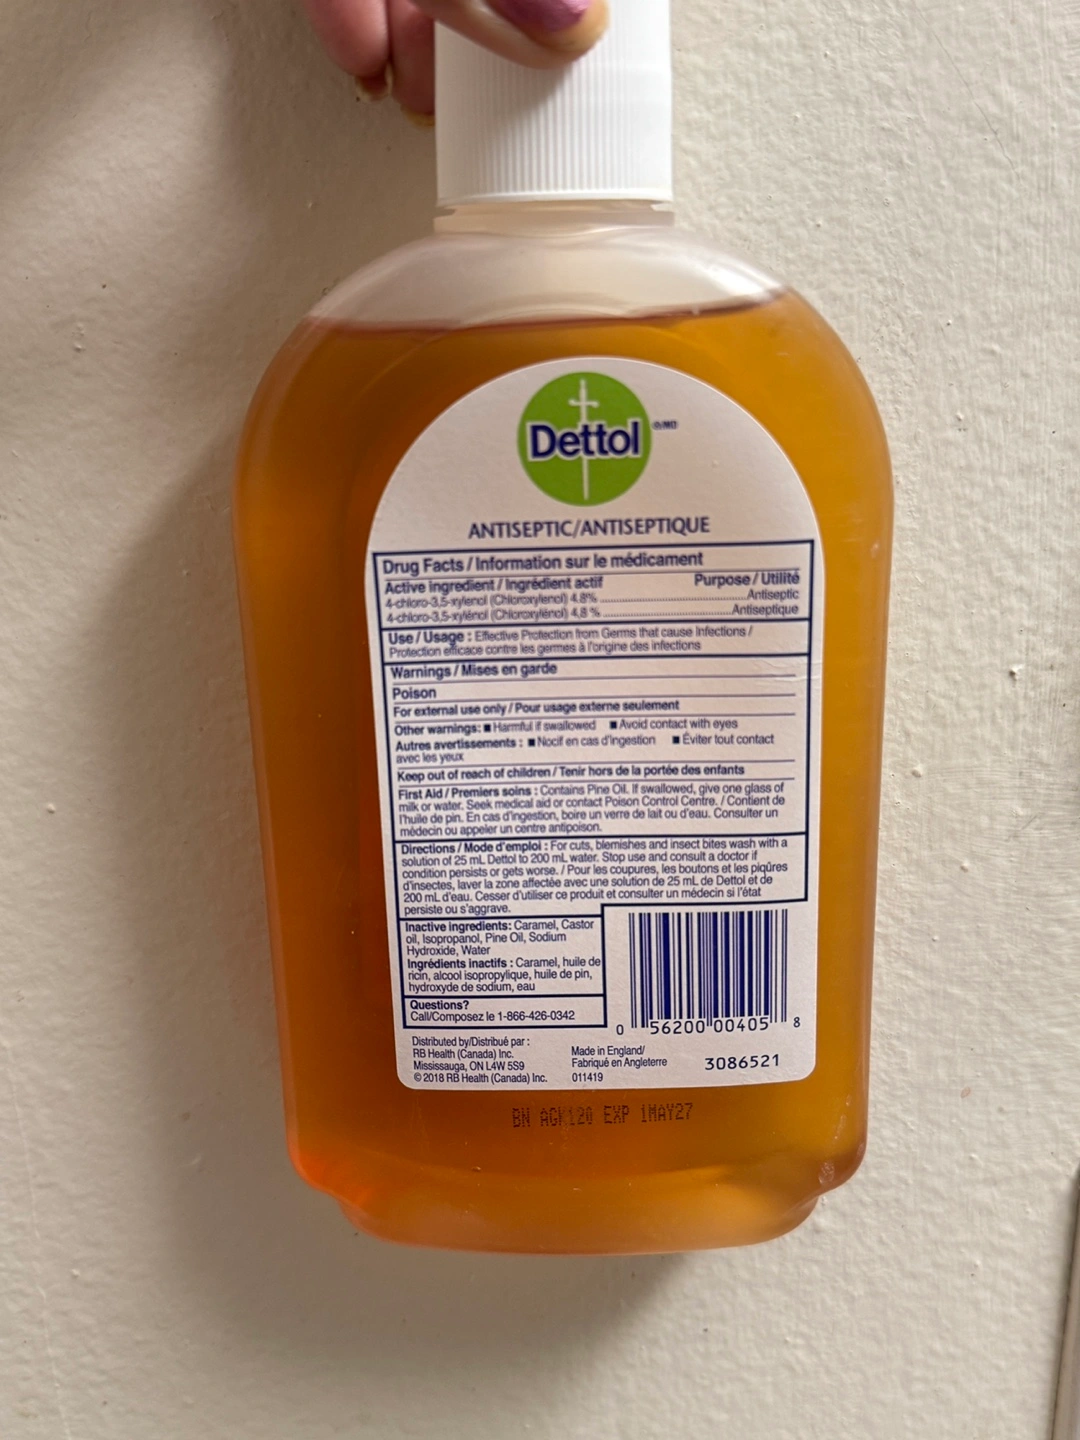 Dettol ®/MD
ANTISEPTIC/ANTISEPTIQUE
Drug Facts / Information sur le médicament
Active ingredient / Ingrédient actif Purpose / Utilité
4-chloro-3,5-xylenol (Chloroxylenol) 4.8% ........ Antiseptic
4-chloro-3,5-xylénol (Chloroxylénol) 4,8 % ........ Antiseptique
Use / Usage : Effective Protection from Germs that cause Infections /
Protection efficace contre les germes à l'origine des infections
Warnings / Mises en garde
Poison
For external use only / Pour usage externe seulement
Other warnings: ■ Harmful if swallowed ■ Avoid contact with eyes
Autres avertissements : ■ Nocif en cas d'ingestion ■ Éviter tout contact
avec les yeux
Keep out of reach of children / Tenir hors de la portée des enfants
First Aid / Premiers soins : Contains Pine Oil. If swallowed, give one glass of
milk or water. Seek medical aid or contact Poison Control Centre. / Contient de
l'huile de pin. En cas d'ingestion, boire un verre de lait ou d'eau. Consulter un
médecin ou appeler un centre antipoison.
Directions / Mode d'emploi : For cuts, blemishes and insect bites wash with a
solution of 25 mL Dettol to 200 mL water. Stop use and consult a doctor if
condition persists or gets worse. / Pour les coupures, les boutons et les piqûres
d'insectes, laver la zone affectée avec une solution de 25 mL de Dettol et de
200 mL d'eau. Cesser d'utiliser ce produit et consulter un médecin si l'état
persiste ou s'aggrave.
Inactive ingredients: Caramel, Castor
oil, Isopropanol, Pine Oil, Sodium
Hydroxide, Water
Ingrédients inactifs : Caramel, huile de
ricin, alcool isopropylique, huile de pin,
hydroxyde de sodium, eau
Questions?
Call/Composez le 1-866-426-0342
0 56200 00405 8
Distributed by/Distribué par :
RB Health (Canada) Inc.
Mississauga, ON L4W 5S9
© 2018 RB Health (Canada) Inc.
Made in England/
Fabriqué en Angleterre
011419
3086521
BN AGK120 EXP 1MAY27